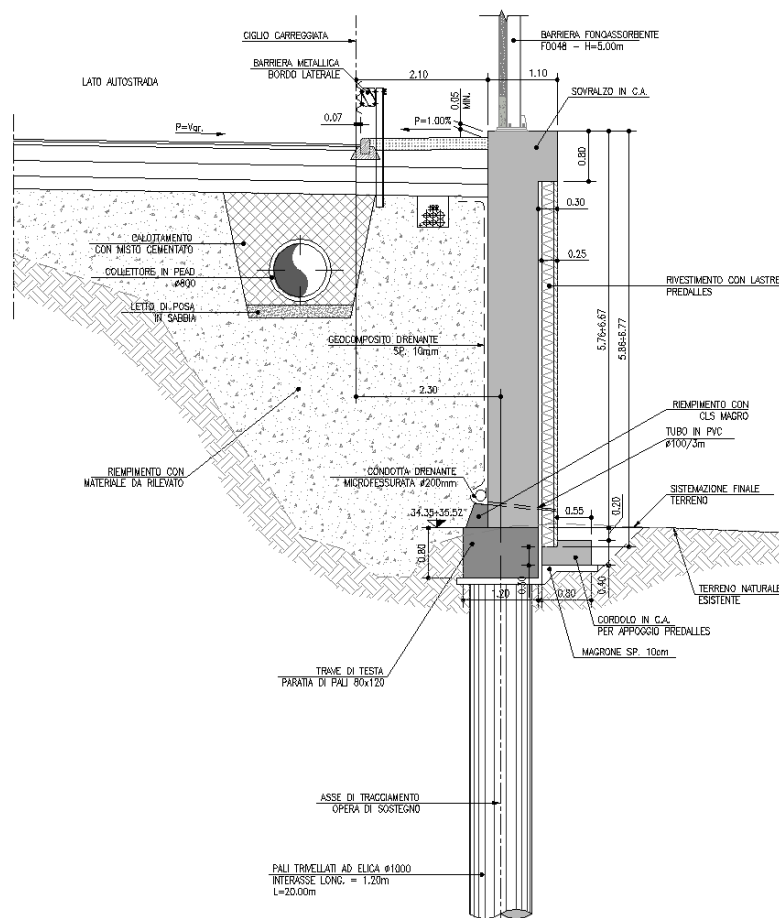 CIGLIO CARREGGIATA
BARRIERA FONOASSORBENTE
F0048 - H=5.00m
BARRIERA METALLICA
BORDO LATERALE
2.10
1.10
LATO AUTOSTRADA
0.05
MIN.
SOVRALZO IN C.A.
0.07
P=1.00%
P=Var.
0.80
0.30
CALOTTAMENTO
CON MISTO CEMENTATO
0.25
COLLETTORE IN PEAD
ø800
RIVESTIMENTO CON LASTRE
PREDALLES
LETTO DI POSA
IN SABBIA
5.76÷6.67
5.86÷6.77
GEOCOMPOSITO DRENANTE
SP. 10mm
2.30
RIEMPIMENTO CON
CLS MAGRO
TUBO IN PVC
ø100/3m
RIEMPIMENTO CON
MATERIALE DA RILEVATO
CONDOTTA DRENANTE
MICROFESSURATA ø200mm
SISTEMAZIONE FINALE
TERRENO
34.35÷35.52
0.55
0.20
0.80
0.40
1.20
0.80
TERRENO NATURALE
ESISTENTE
CORDOLO IN C.A.
PER APPOGGIO PREDALLES
MAGRONE SP. 10cm
TRAVE DI TESTA
PARATIA DI PALI 80x120
ASSE DI TRACCIAMENTO
OPERA DI SOSTEGNO
PALI TRIVELLATI AD ELICA ø1000
INTERASSE LONG. = 1.20m
L=20.00m